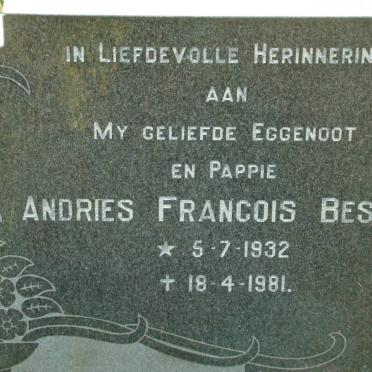 IN LIEFDEVOLLE HERINNERIN
AAN
MY GELIEFDE EGGENOOT
EN PAPPIE
ANDRIES FRANCOIS BES
★ 5-7-1932
✝ 18-4-1981.